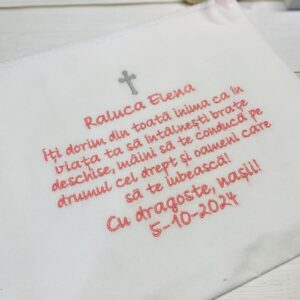 Raluca Elena
Îți dorim din toată inima ca în
viața ta să întâlnești brațe
deschise, mâini să te conducă pe
drumul cel drept și oameni care
să te iubească!
Cu dragoste, nașii!
5-10-2024